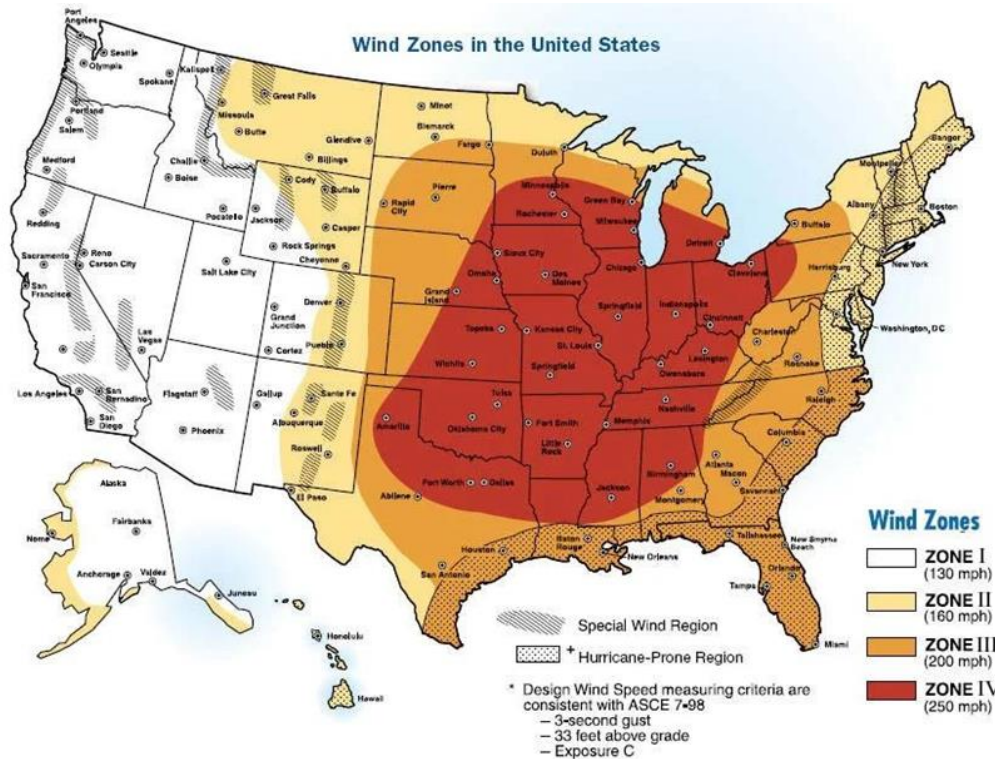 Wind Zones in the United States
Port
Angeles
Seattle
Olympia
Spokane
Kalispell
Great Falls
Portland
Salem
Missoula
Butte
Glendive
Minot
Bismarck
Fargo
Duluth
Medford
Challis
Boise
Billings
Cody
Buffalo
Pierre
Rapid
City
Minneapolis
Rochester
Green Bay
Milwaukee
Detroit
Buffalo
Albany
Montpelier
Bangor
Boston
Redding
Pocatello
Jackson
Casper
Rock Springs
Cheyenne
Sioux City
Omaha
Des
Moines
Chicago
Cleveland
Harrisburg
New York
Sacramento
Reno
Carson City
San
Francisco
Salt Lake City
Grand
Junction
Denver
Grand
Island
Springfield
Indianapolis
Cincinnati
Charleston
Washington, DC
Las
Vegas
Cortez
Pueblo
Topeka
Kansas City
St. Louis
Lexington
Roanoke
Wichita
Springfield
Owensboro
Raleigh
Los Angeles
San
Bernadino
San
Diego
Flagstaff
Gallup
Sante Fe
Albuquerque
Tulsa
Nashville
Phoenix
Roswell
Amarillo
Oklahoma City
Fort Smith
Little
Rock
Memphis
Columbia
Atlanta
Macon
El Paso
Abilene
Fort Worth
Dallas
Jackson
Birmingham
Montgomery
Savannah
Alaska
Fairbanks
Nome
Anchorage
Valdez
Juneau
Houston
San Antonio
Baton
Rouge
New Orleans
Tallahassee
New Smyrna
Beach
Orlando
Tampa
Miami
Honolulu
Hawaii
Special Wind Region
+ Hurricane-Prone Region
* Design Wind Speed measuring criteria are
consistent with ASCE 7-98
– 3-second gust
– 33 feet above grade
– Exposure C
Wind Zones
ZONE I
(130 mph)
ZONE II
(160 mph)
ZONE III
(200 mph)
ZONE IV
(250 mph)